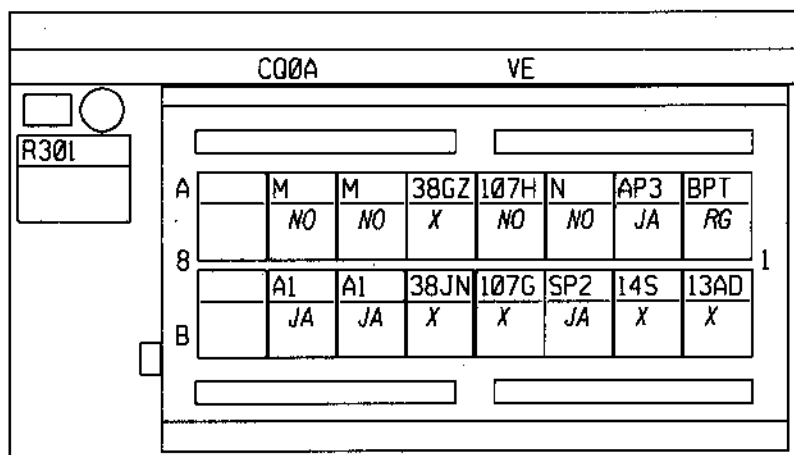 CQ0A VE
R301
A M M 38GZ 107H N AP3 BPT
NO NO X NO NO JA RG
8 1
A1 A1 38JN 107G SP2 14S 13AD
B JA JA X X JA X X